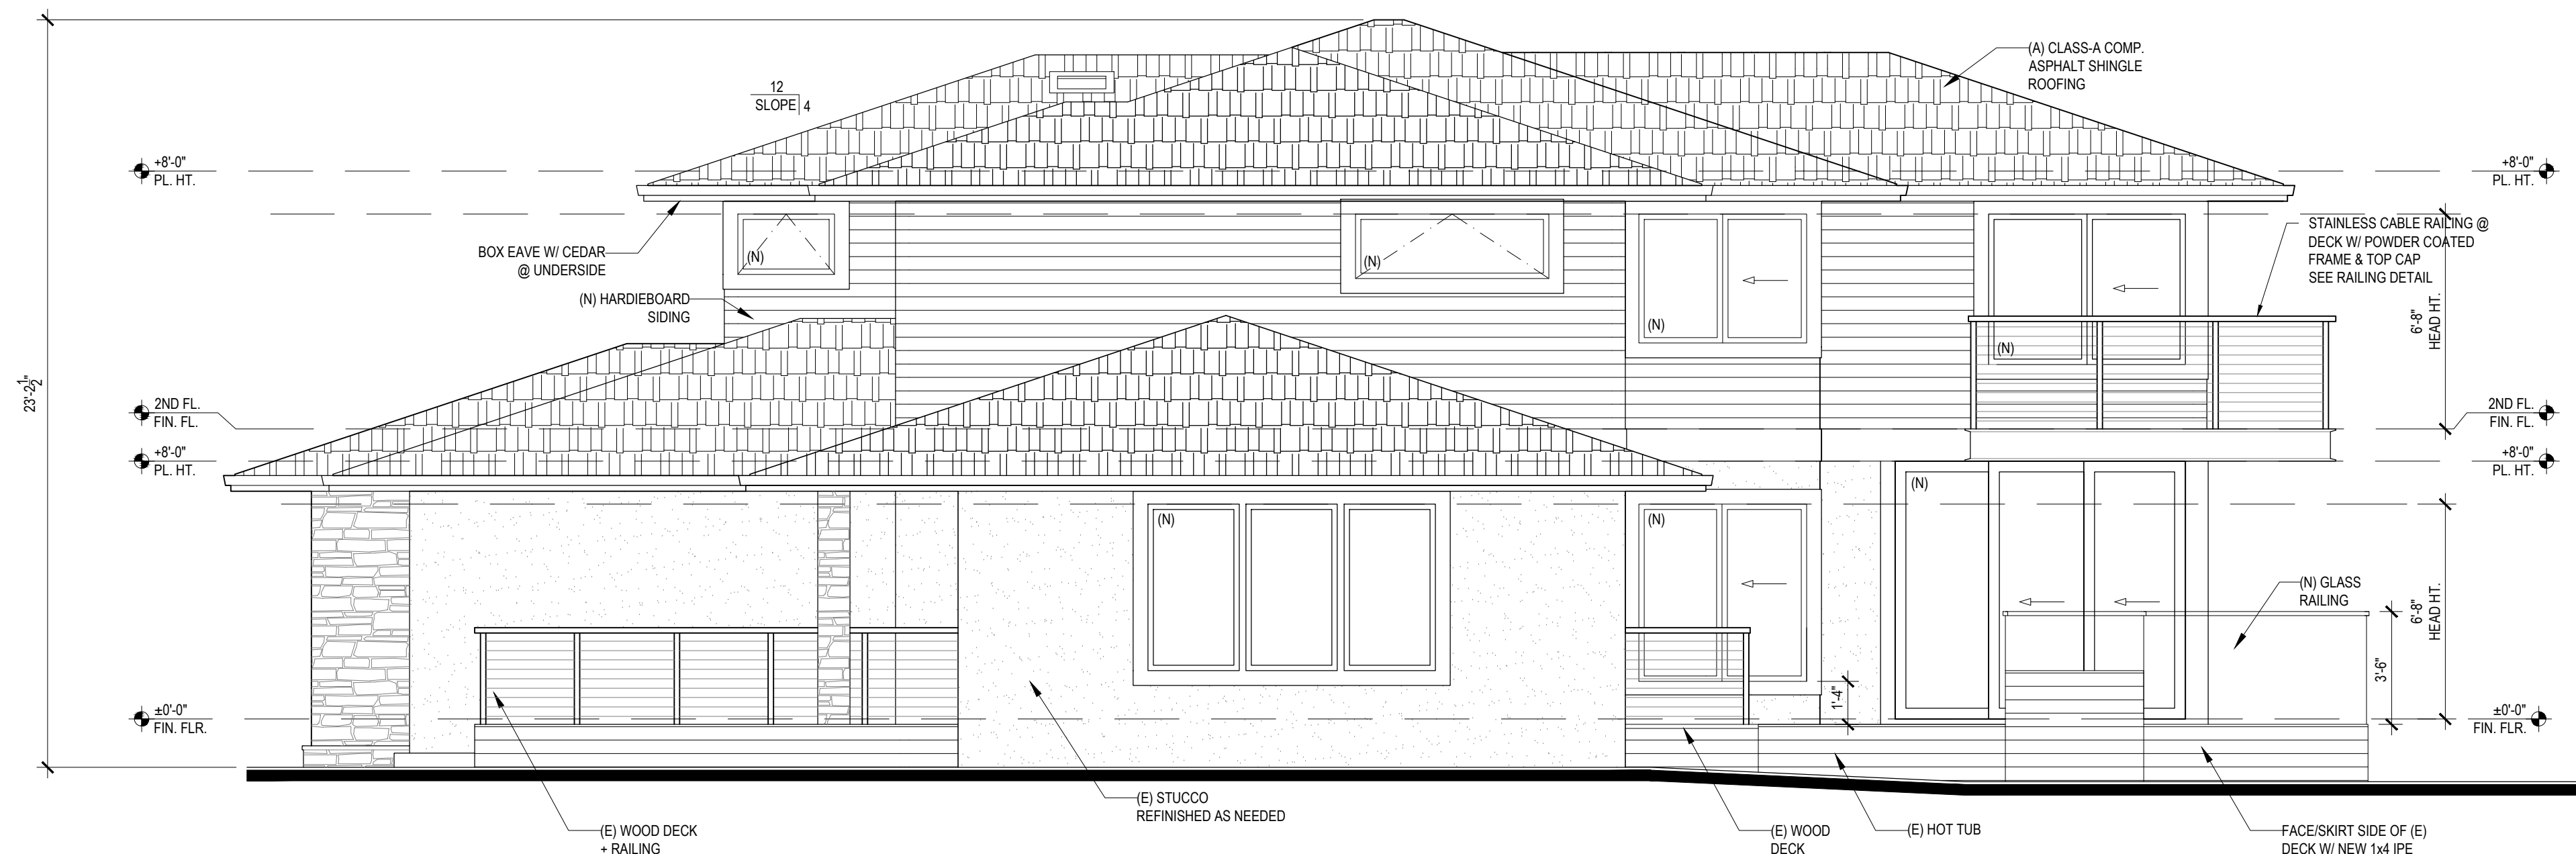 (A) CLASS-A COMP.
ASPHALT SHINGLE
ROOFING
12
SLOPE 4
+8'-0"
PL. HT.
+8'-0"
PL. HT.
BOX EAVE W/ CEDAR
@ UNDERSIDE
(N)
(N)
STAINLESS CABLE RAILING @
DECK W/ POWDER COATED
FRAME & TOP CAP
SEE RAILING DETAIL
(N) HARDIEBOARD
SIDING
(N)
(N)
6'-8"
HEAD HT.
23'-2 1/2"
2ND FL.
FIN. FL.
2ND FL.
FIN. FL.
+8'-0"
PL. HT.
+8'-0"
PL. HT.
(N)
(N)
(N)
(N) GLASS
RAILING
6'-8"
HEAD HT.
3'-6"
1'-4"
±0'-0"
FIN. FLR.
±0'-0"
FIN. FLR.
(E) STUCCO
REFINISHED AS NEEDED
(E) WOOD DECK
+ RAILING
(E) WOOD
DECK
(E) HOT TUB
FACE/SKIRT SIDE OF (E)
DECK W/ NEW 1x4 IPE